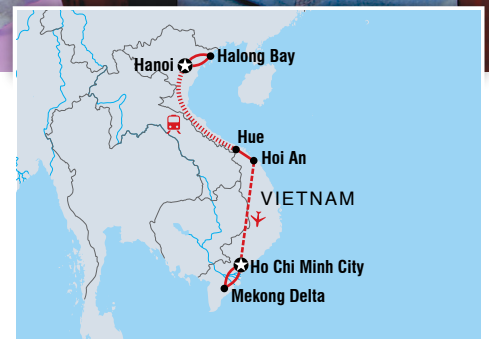 Halong Bay
Hanoi
Hue
Hoi An
VIETNAM
Ho Chi Minh City
Mekong Delta